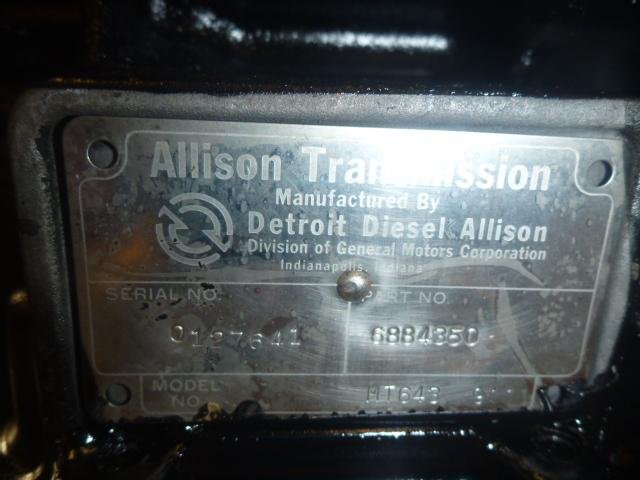 Allison Transmission
Manufactured By
Detroit Diesel Allison
Division of General Motors Corporation
Indianapolis, Indiana
SERIAL NO. PART NO.
0127641 6884350
MODEL NO. MT643